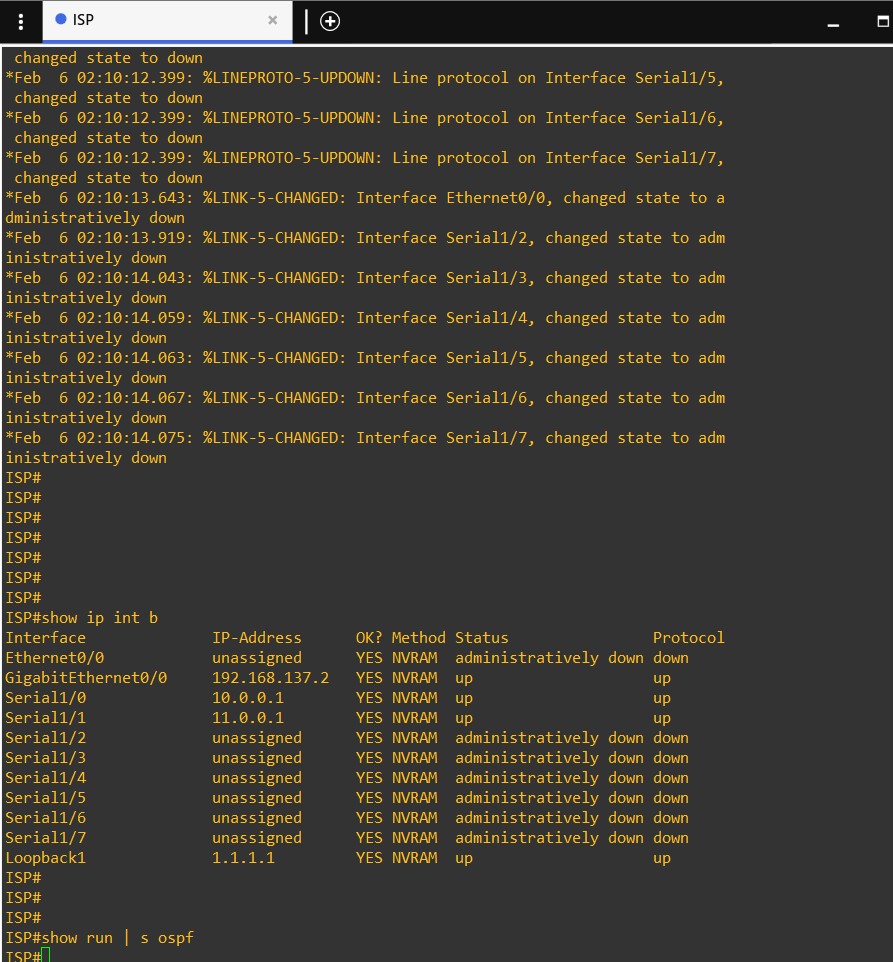 ISP
 changed state to down
*Feb  6 02:10:12.399: %LINEPROTO-5-UPDOWN: Line protocol on Interface Serial1/5,
 changed state to down
*Feb  6 02:10:12.399: %LINEPROTO-5-UPDOWN: Line protocol on Interface Serial1/6,
 changed state to down
*Feb  6 02:10:12.399: %LINEPROTO-5-UPDOWN: Line protocol on Interface Serial1/7,
 changed state to down
*Feb  6 02:10:13.643: %LINK-5-CHANGED: Interface Ethernet0/0, changed state to a
dministratively down
*Feb  6 02:10:13.919: %LINK-5-CHANGED: Interface Serial1/2, changed state to adm
inistratively down
*Feb  6 02:10:14.043: %LINK-5-CHANGED: Interface Serial1/3, changed state to adm
inistratively down
*Feb  6 02:10:14.059: %LINK-5-CHANGED: Interface Serial1/4, changed state to adm
inistratively down
*Feb  6 02:10:14.063: %LINK-5-CHANGED: Interface Serial1/5, changed state to adm
inistratively down
*Feb  6 02:10:14.067: %LINK-5-CHANGED: Interface Serial1/6, changed state to adm
inistratively down
*Feb  6 02:10:14.075: %LINK-5-CHANGED: Interface Serial1/7, changed state to adm
inistratively down
ISP#
ISP#
ISP#
ISP#
ISP#
ISP#
ISP#
ISP#show ip int b
Interface              IP-Address      OK? Method Status                Protocol
Ethernet0/0            unassigned      YES NVRAM  administratively down down
GigabitEthernet0/0     192.168.137.2   YES NVRAM  up                    up
Serial1/0              10.0.0.1        YES NVRAM  up                    up
Serial1/1              11.0.0.1        YES NVRAM  up                    up
Serial1/2              unassigned      YES NVRAM  administratively down down
Serial1/3              unassigned      YES NVRAM  administratively down down
Serial1/4              unassigned      YES NVRAM  administratively down down
Serial1/5              unassigned      YES NVRAM  administratively down down
Serial1/6              unassigned      YES NVRAM  administratively down down
Serial1/7              unassigned      YES NVRAM  administratively down down
Loopback1              1.1.1.1         YES NVRAM  up                    up
ISP#
ISP#
ISP#
ISP#show run | s ospf
ISP#